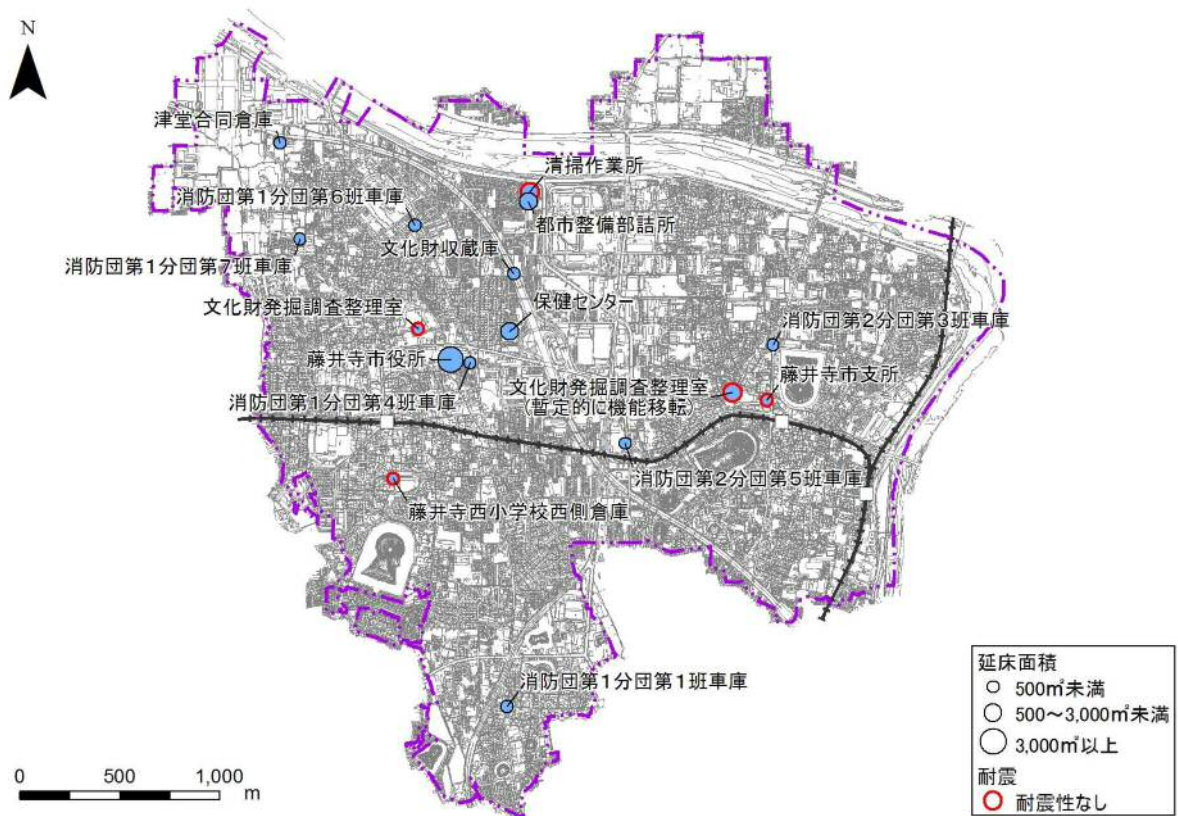 N
津堂合同倉庫
清掃作業所
消防団第1分団第6班車庫
都市整備部詰所
文化財収蔵庫
消防団第1分団第7班車庫
文化財発掘調査整理室
保健センター
消防団第2分団第3班車庫
藤井寺市役所
藤井寺市支所
文化財発掘調査整理室
(暫定的に機能移転)
消防団第1分団第4班車庫
消防団第2分団第5班車庫
藤井寺西小学校西側倉庫
消防団第1分団第1班車庫
延床面積
500㎡未満
500～3,000㎡未満
3,000㎡以上
耐震
耐震性なし
0 500 1,000
m